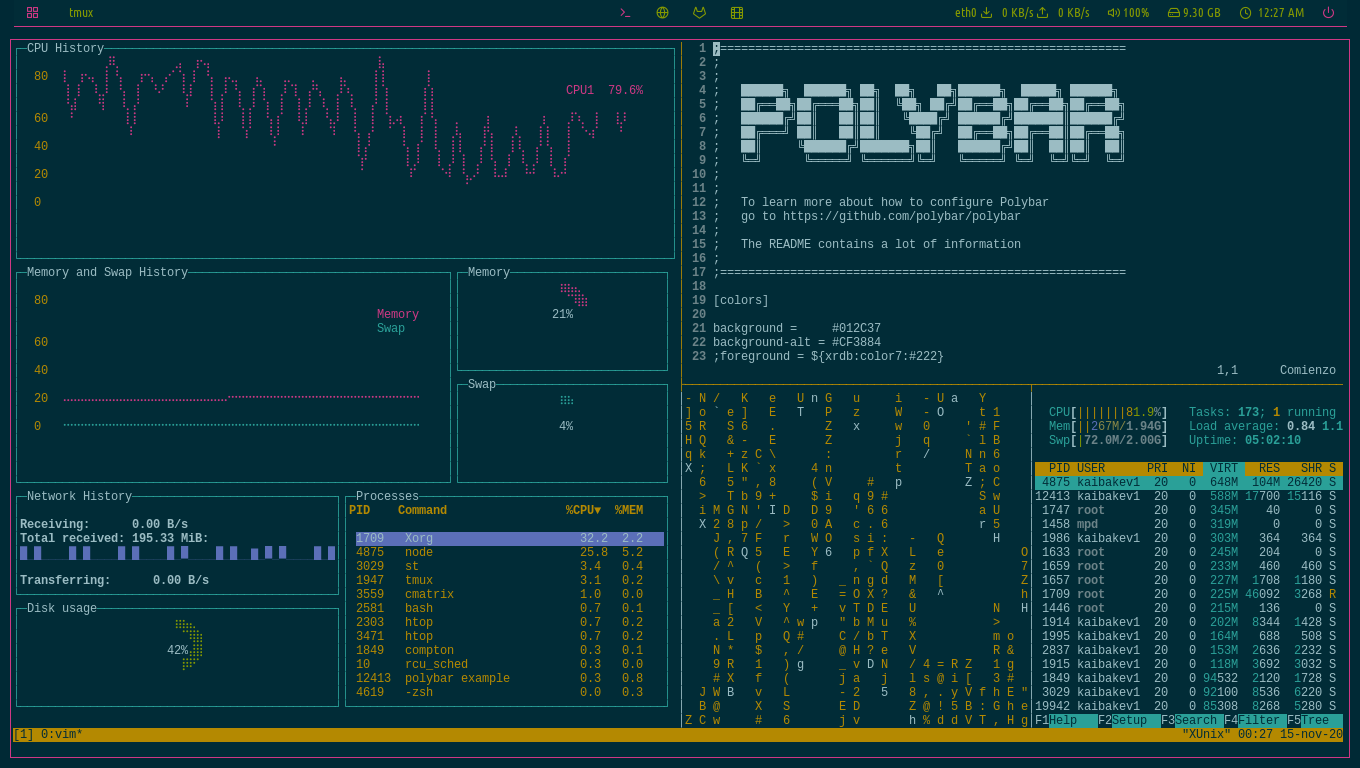 tmux
eth0 0 KB/s 0 KB/s 100% 9.30 GB 12:27 AM
CPU History
80
CPU1 79.6%
60
40
20
0
Memory and Swap History
80
Memory
Swap
60
40
20
0
Memory
21%
Swap
4%
Network History
Receiving: 0.00 B/s
Total received: 195.33 MiB:
Transferring: 0.00 B/s
Disk usage
42%
Processes
PID Command %CPU▼ %MEM
1709 Xorg 32.2 2.2
4875 node 25.8 5.2
3029 st 3.4 0.4
1947 tmux 3.1 0.2
3559 cmatrix 1.0 0.0
2581 bash 0.7 0.1
2303 htop 0.7 0.2
3471 htop 0.7 0.2
1849 compton 0.3 0.1
10 rcu_sched 0.3 0.0
12413 polybar example 0.3 0.8
4619 -zsh 0.0 0.3
1 ;==========================================================
2 ;
3 ;
4 ;
5 ;
6 ;
7 ;
8 ;
9 ;
POLYBAR
10 ;
11 ;
12 ; To learn more about how to configure Polybar
13 ; go to https://github.com/polybar/polybar
14 ;
15 ; The README contains a lot of information
16 ;
17 ;==========================================================
18
19 [colors]
20
21 background = #012C37
22 background-alt = #CF3884
23 ;foreground = ${xrdb:color7:#222}
1,1 Comienzo
CPU[|||||||81.9%] Tasks: 173; 1 running
Mem[||267M/1.94G] Load average: 0.84 1.1
Swp[|72.0M/2.00G] Uptime: 05:02:10
PID USER PRI NI VIRT RES SHR S
4875 kaibakev1 20 0 648M 104M 26420 S
12413 kaibakev1 20 0 588M 17700 15116 S
1747 root 20 0 345M 40 0 S
1458 mpd 20 0 319M 0 0 S
1986 kaibakev1 20 0 303M 364 364 S
1633 root 20 0 245M 204 0 S
1659 root 20 0 233M 460 460 S
1657 root 20 0 227M 1708 1180 S
1709 root 20 0 225M 46092 3268 R
1446 root 20 0 215M 136 0 S
1914 kaibakev1 20 0 202M 8344 1428 S
1995 kaibakev1 20 0 164M 688 508 S
2837 kaibakev1 20 0 153M 2636 2232 S
1915 kaibakev1 20 0 118M 3692 3032 S
1849 kaibakev1 20 0 94532 2120 1728 S
3029 kaibakev1 20 0 92100 8536 6220 S
19942 kaibakev1 20 0 85308 8268 5280 S
F1Help F2Setup F3Search F4Filter F5Tree
[1] 0:vim* "XUnix" 00:27 15-nov-20